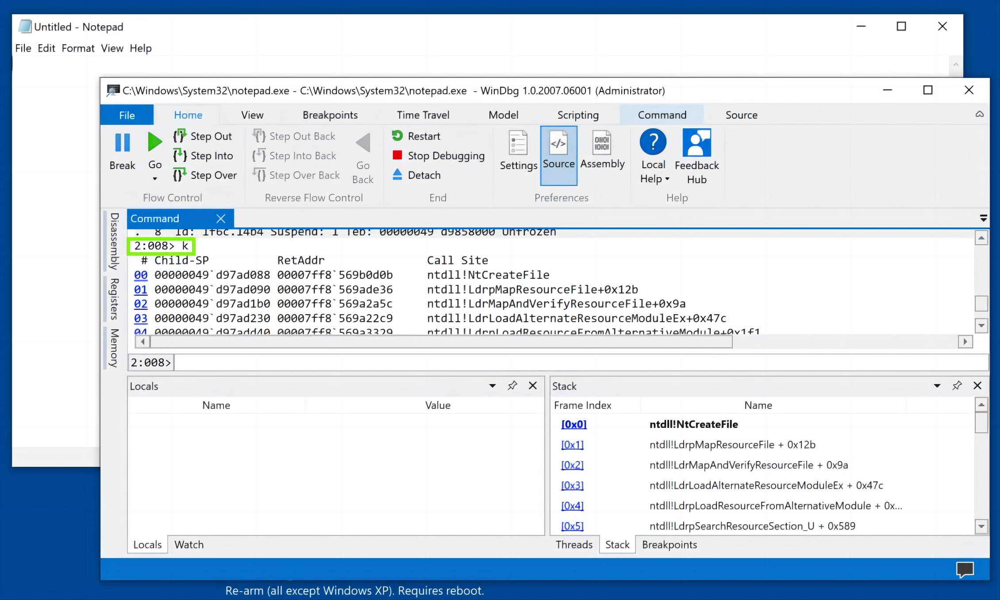 Untitled - Notepad
File Edit Format View Help
C:\Windows\System32\notepad.exe - C:\Windows\System32\notepad.exe - WinDbg 1.0.2007.06001 (Administrator)
File Home View Breakpoints Time Travel Model Scripting Command Source
Break
Go
Step Out
Step Into
Step Over
Flow Control
Step Out Back
Step Into Back
Step Over Back
Go Back
Reverse Flow Control
Restart
Stop Debugging
Detach
End
Settings
Source
Assembly
Preferences
Local Help
Feedback Hub
Help
Disassembly
Registers
Memory
Command
. 8 Id: 1f6c.14b4 Suspend: 1 Teb: 00000049`d9858000 Unfrozen
2:008> k
# Child-SP RetAddr Call Site
00 00000049`d97ad088 00007ff8`569b0d0b ntdll!NtCreateFile
01 00000049`d97ad090 00007ff8`569ade36 ntdll!LdrpMapResourceFile+0x12b
02 00000049`d97ad1b0 00007ff8`569a2a5c ntdll!LdrMapAndVerifyResourceFile+0x9a
03 00000049`d97ad230 00007ff8`569a22c9 ntdll!LdrLoadAlternateResourceModuleEx+0x47c
04 00000049`d97add40 00007ff8`569a3329 ntdll!LdrpLoadResourceFromAlternativeModule+0x1f1
2:008>
Locals
Name Value
Locals Watch
Stack
Frame Index Name
[0x0] ntdll!NtCreateFile
[0x1] ntdll!LdrpMapResourceFile + 0x12b
[0x2] ntdll!LdrMapAndVerifyResourceFile + 0x9a
[0x3] ntdll!LdrLoadAlternateResourceModuleEx + 0x47c
[0x4] ntdll!LdrpLoadResourceFromAlternativeModule + 0x...
[0x5] ntdll!LdrpSearchResourceSection_U + 0x589
Threads Stack Breakpoints
Re-arm (all except Windows XP). Requires reboot.